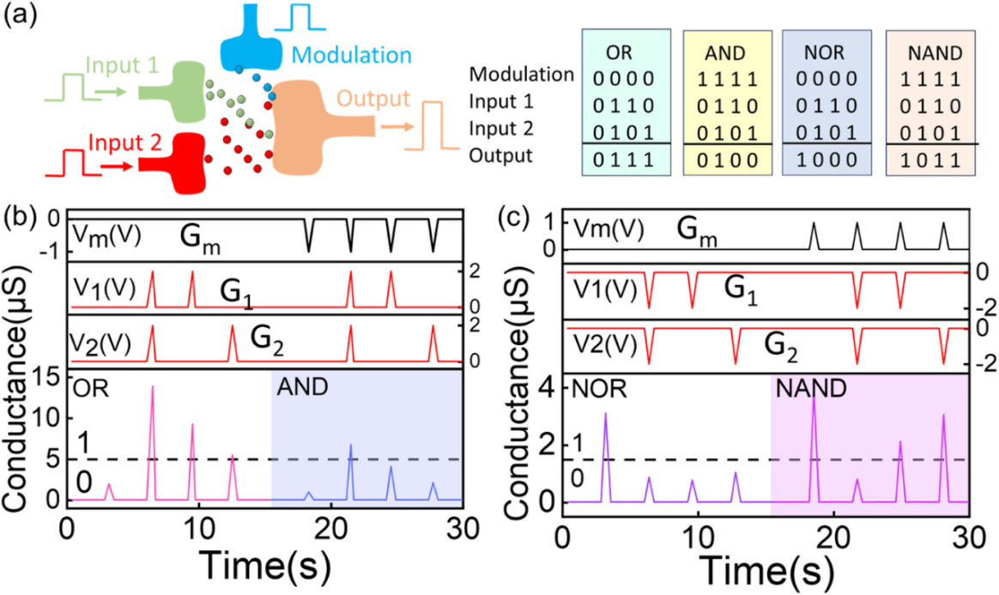 (a)
Input 1
Modulation
Output
Input 2
OR AND NOR NAND
Modulation 0 0 0 0 1 1 1 1 0 0 0 0 1 1 1 1
Input 1 0 1 1 0 0 1 1 0 0 1 1 0 0 1 1 0
Input 2 0 1 0 1 0 1 0 1 0 1 0 1 0 1 0 1
Output 0 1 1 1 0 1 0 0 1 0 0 0 1 0 1 1
(b)
0
-1
Vm(V) Gm
V1(V) G1 2
0
V2(V) G2 2
0
Conductance(μS)
15
10
5
0
OR AND
1
0
0 10 20 30
Time(s)
(c)
1
0
Vm(V) Gm
V1(V) G1 0
-2
V2(V) G2 0
-2
Conductance(μS)
4
2
0
NOR NAND
1
0
0 10 20 30
Time(s)